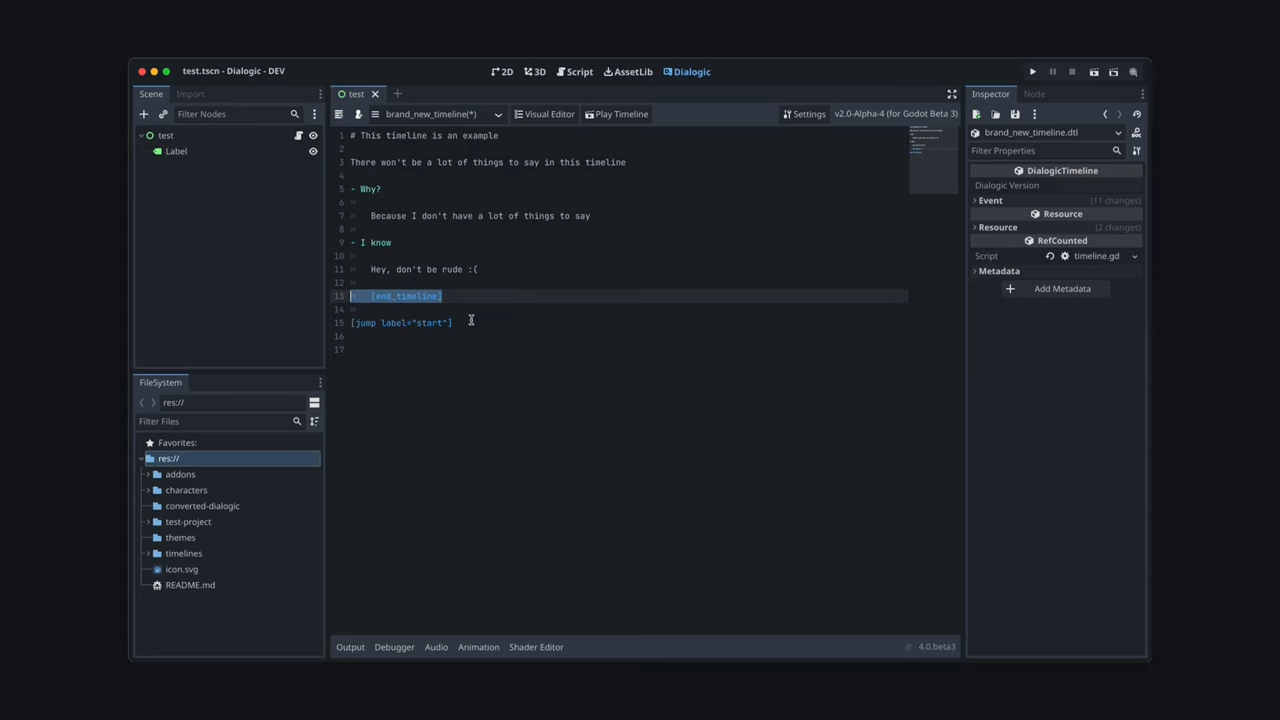 test.tscn - Dialogic - DEV
2D 3D Script AssetLib Dialogic
Scene Import
Filter Nodes
test
Label
FileSystem
res://
Filter Files
Favorites:
res://
addons
characters
converted-dialogic
test-project
themes
timelines
icon.svg
README.md
test
brand_new_timeline(*) Visual Editor Play Timeline Settings v2.0-Alpha-4 (for Godot Beta 3)
1 # This timeline is an example
2
3 There won't be a lot of things to say in this timeline
4
5 - Why?
6
7 Because I don't have a lot of things to say
8
9 - I know
10
11 Hey, don't be rude :(
12
13 [end_timeline]
14
15 [jump label="start"]
16
17
Output Debugger Audio Animation Shader Editor 4.0.beta3
Inspector Node
brand_new_timeline.dtl
Filter Properties
DialogicTimeline
Dialogic Version
Event (11 changes)
Resource
Resource (2 changes)
RefCounted
Script timeline.gd
Metadata
Add Metadata